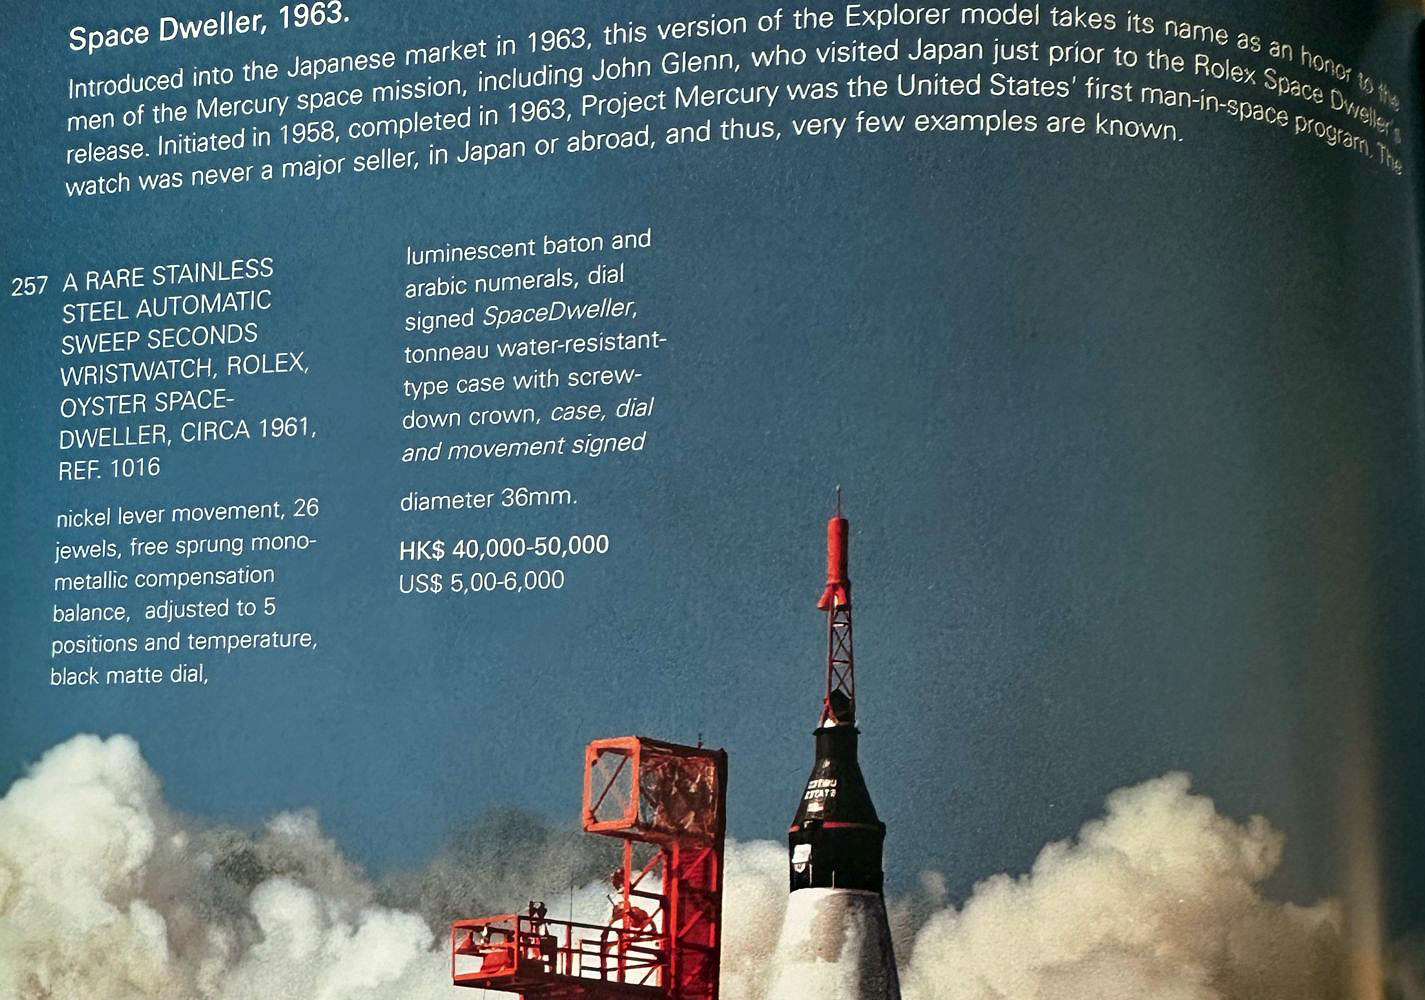 Space Dweller, 1963.
Introduced into the Japanese market in 1963, this version of the Explorer model takes its name as an honor to the
men of the Mercury space mission, including John Glenn, who visited Japan just prior to the Rolex Space Dweller's
release. Initiated in 1958, completed in 1963, Project Mercury was the United States' first man-in-space program. The
watch was never a major seller, in Japan or abroad, and thus, very few examples are known.
257 A RARE STAINLESS
STEEL AUTOMATIC
SWEEP SECONDS
WRISTWATCH, ROLEX,
OYSTER SPACE-
DWELLER, CIRCA 1961,
REF. 1016
nickel lever movement, 26
jewels, free sprung mono-
metallic compensation
balance, adjusted to 5
positions and temperature,
black matte dial,
luminescent baton and
arabic numerals, dial
signed SpaceDweller,
tonneau water-resistant-
type case with screw-
down crown, case, dial
and movement signed
diameter 36mm.
HK$ 40,000-50,000
US$ 5,00-6,000
UNITED
STATES